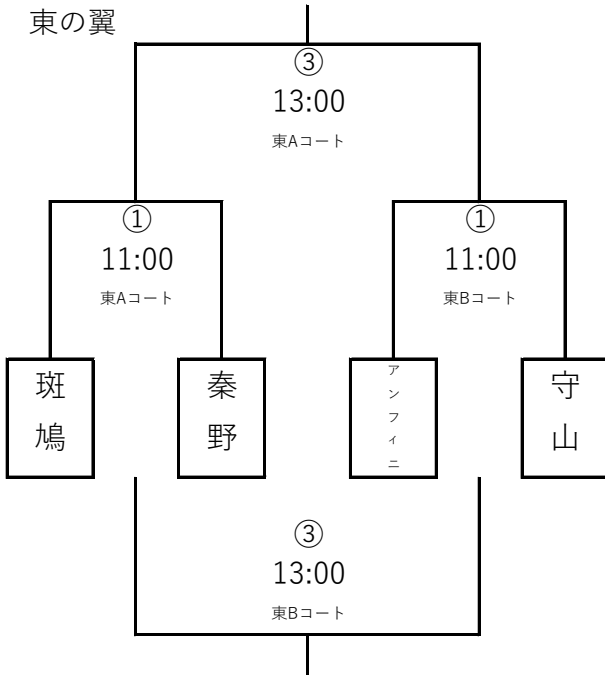 東の翼
③
13:00
東Aコート
①
11:00
東Aコート
①
11:00
東Bコート
斑鳩
秦野
アンフィニ
守山
③
13:00
東Bコート